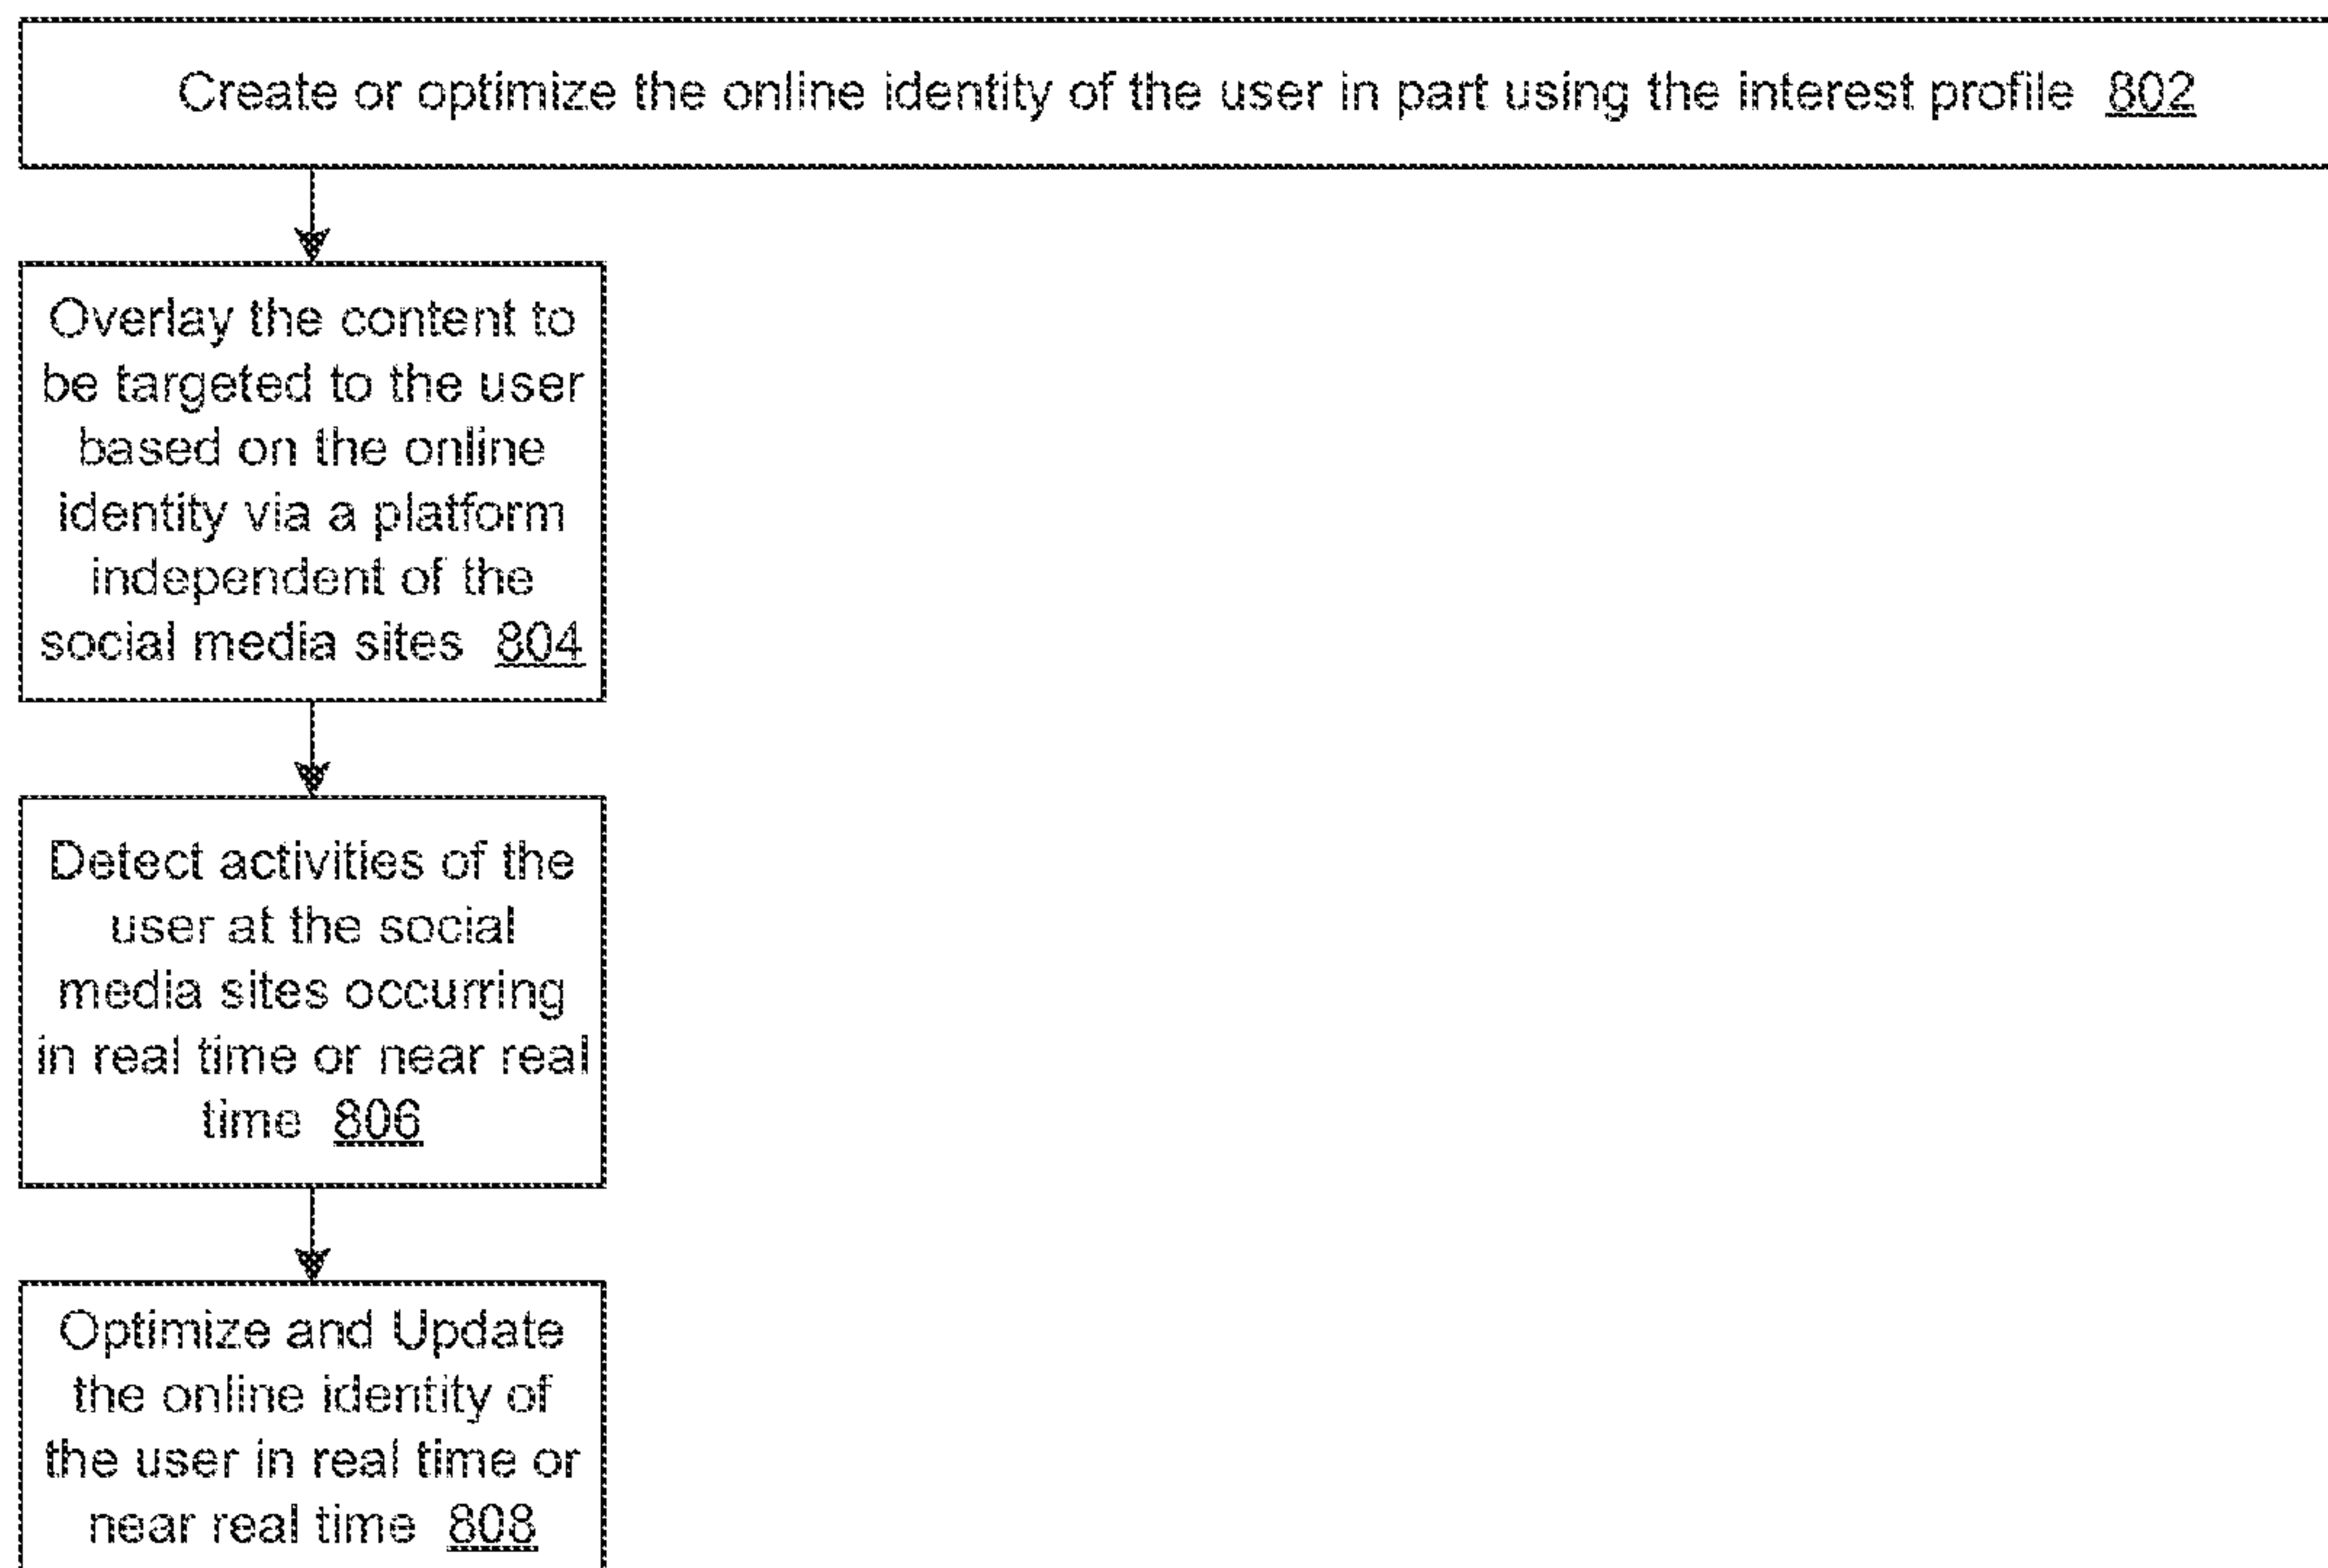 Create or optimize the online identity of the user in part using the interest profile 802
Overlay the content to
be targeted to the user
based on the online
identity via a platform
independent of the
social media sites 804
Detect activities of the
user at the social
media sites occurring
in real time or near real
time 806
Optimize and Update
the online identity of
the user in real time or
near real time 808